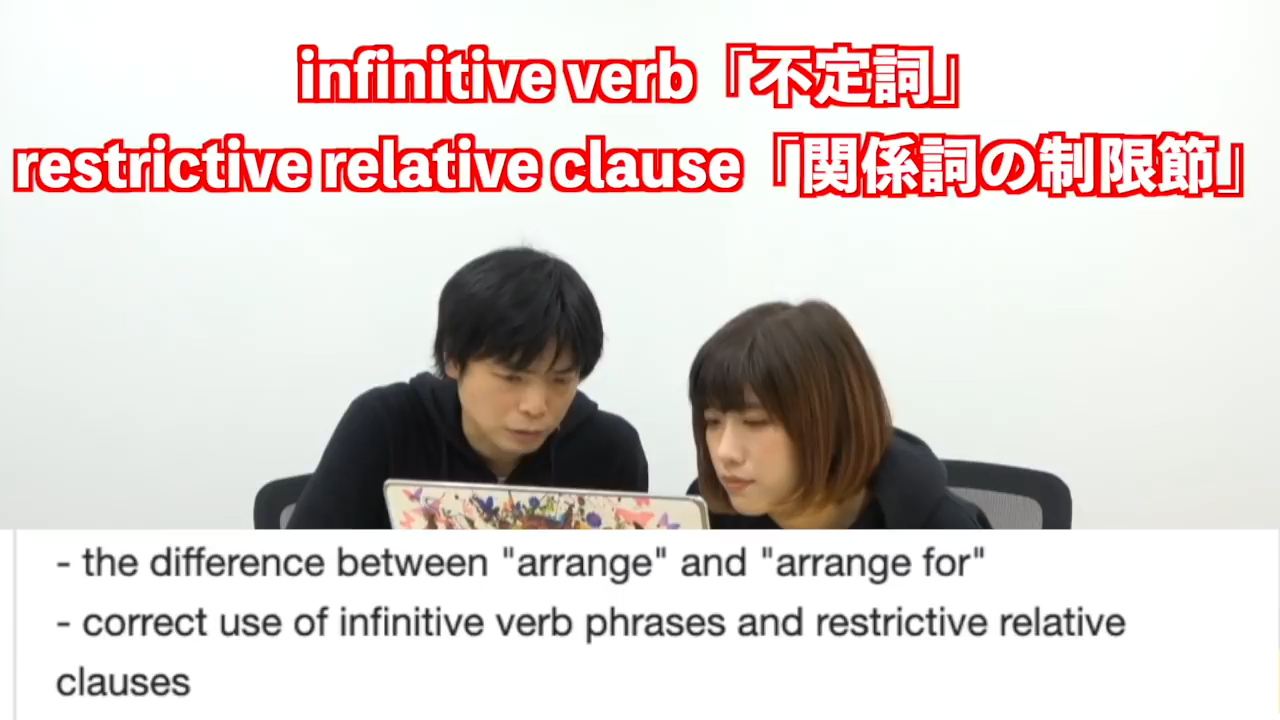 infinitive verb「不定詞」
restrictive relative clause「関係詞の制限節」
- the difference between "arrange" and "arrange for"
- correct use of infinitive verb phrases and restrictive relative
clauses